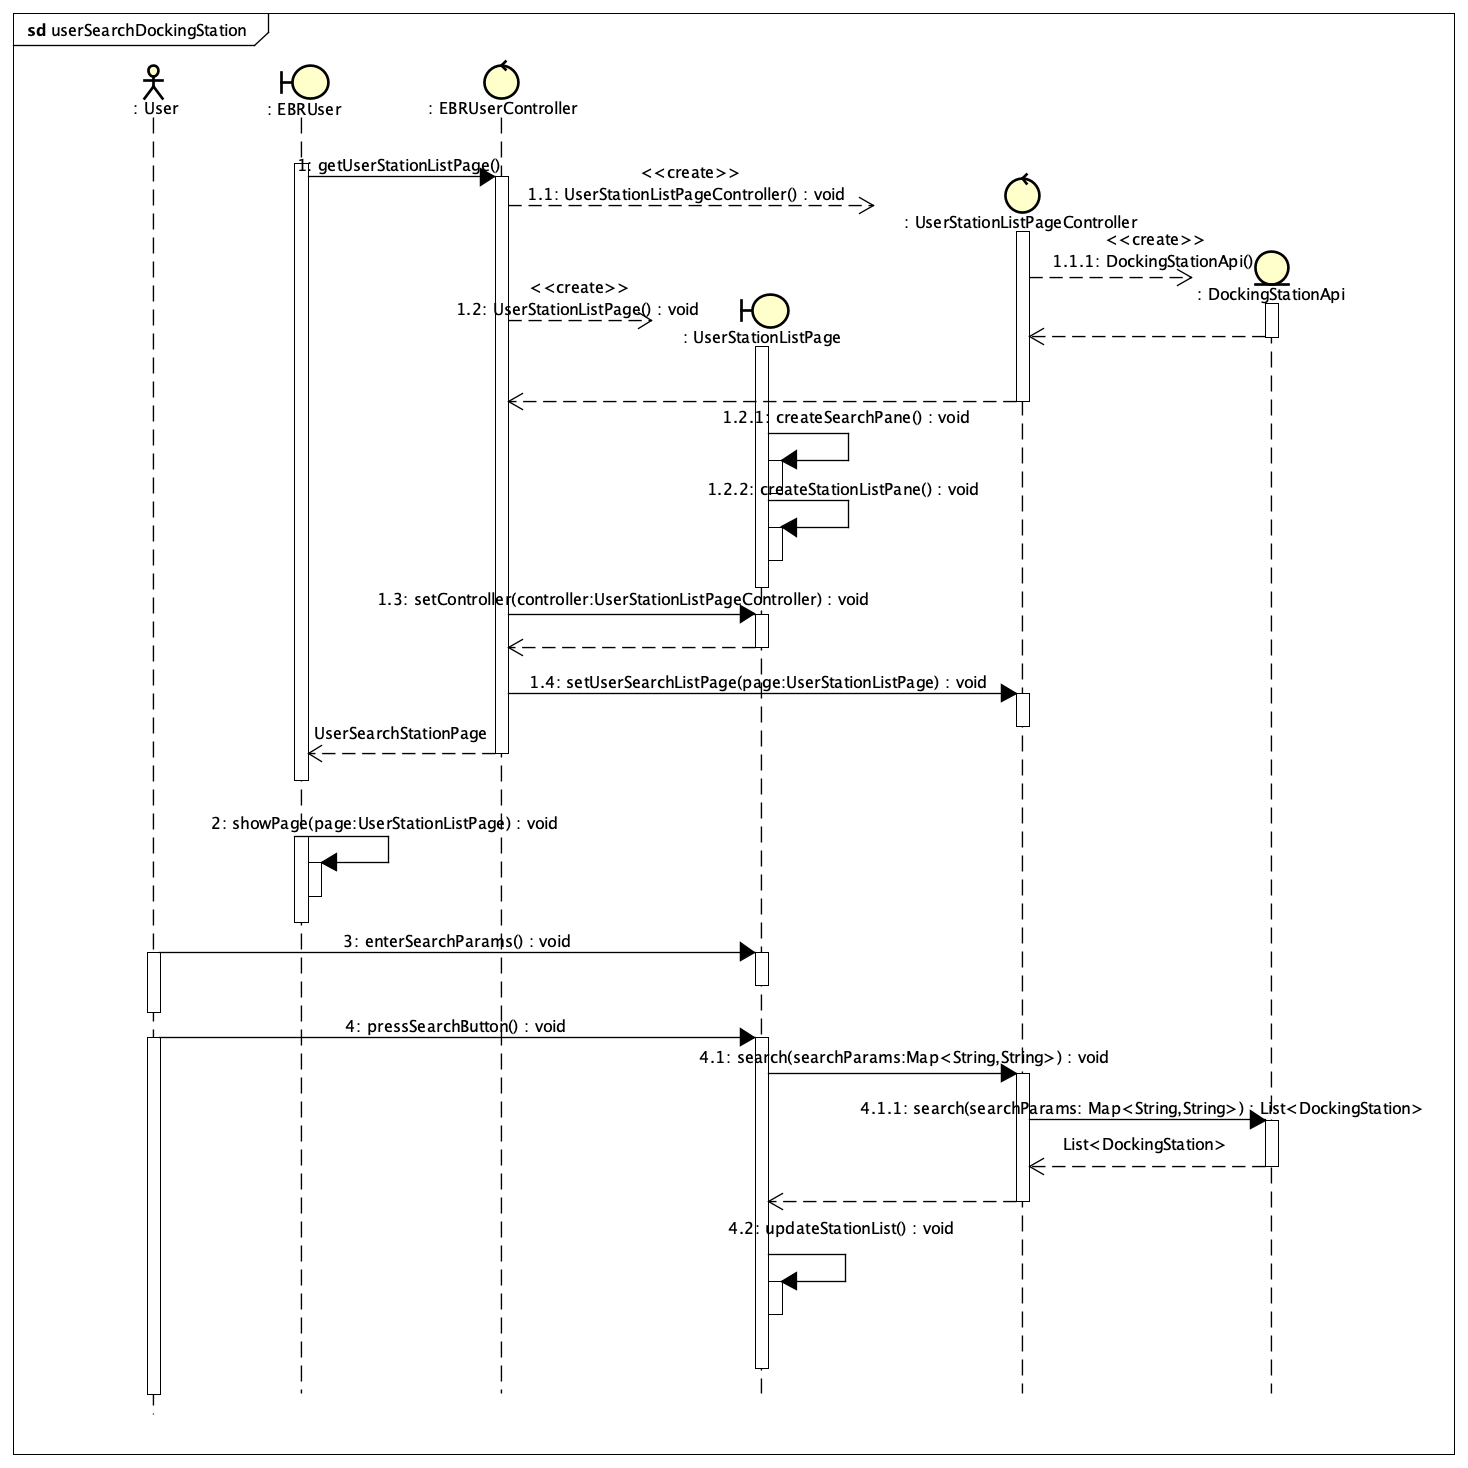 sd userSearchDockingStation
: User
: EBRUser
: EBRUserController
1: getUserStationListPage()
<<create>>
1.1: UserStationListPageController() : void
: UserStationListPageController
<<create>>
1.1.1: DockingStationApi()
: DockingStationApi
<<create>>
1.2: UserStationListPage() : void
: UserStationListPage
1.2.1: createSearchPane() : void
1.2.2: createStationListPane() : void
1.3: setController(controller:UserStationListPageController) : void
1.4: setUserSearchListPage(page:UserStationListPage) : void
UserSearchStationPage
2: showPage(page:UserStationListPage) : void
3: enterSearchParams() : void
4: pressSearchButton() : void
4.1: search(searchParams:Map<String,String>) : void
4.1.1: search(searchParams: Map<String,String>) : List<DockingStation>
List<DockingStation>
4.2: updateStationList() : void